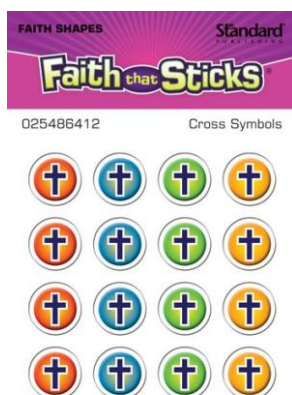 FAITH SHAPES
Standard
PUBLISHING
Faith that Sticks®
025486412
Cross Symbols